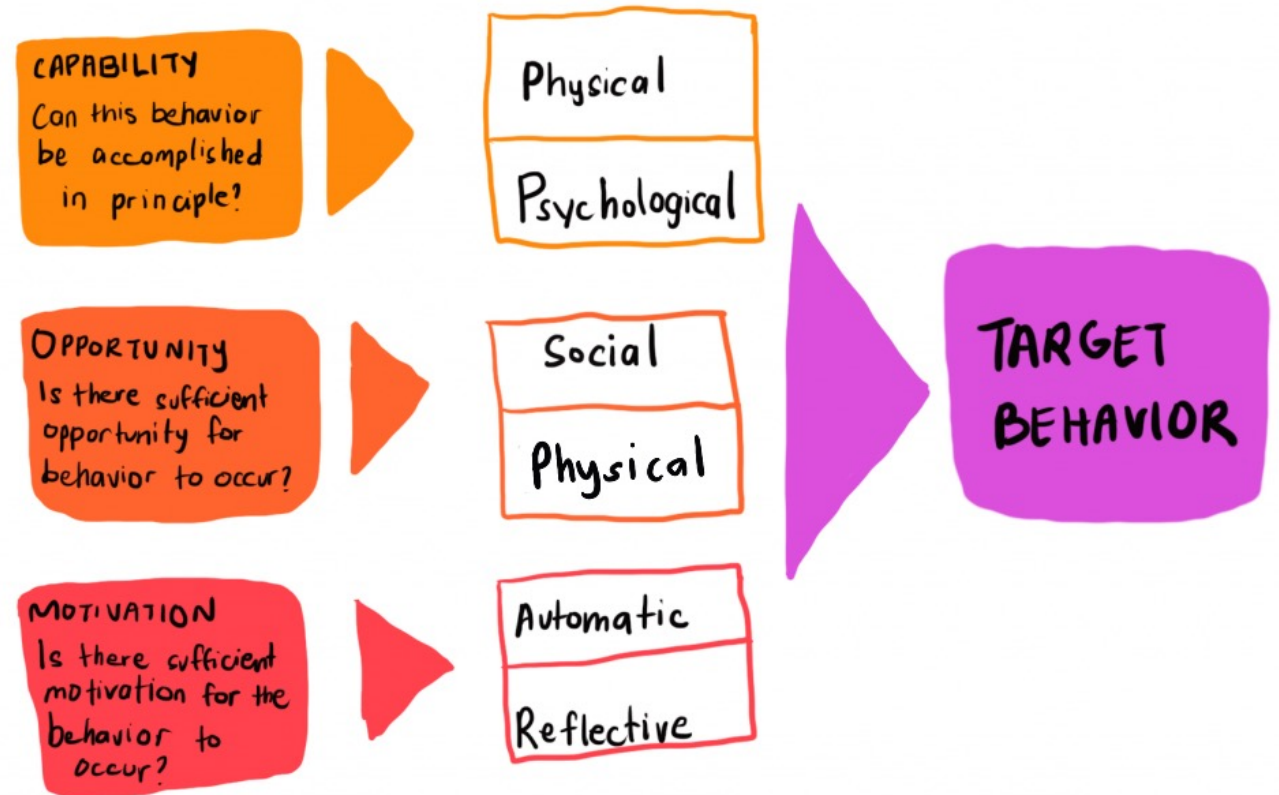 CAPABILITY
Can this behavior
be accomplished
in principle?
Physical
Psychological
OPPORTUNITY
Is there sufficient
opportunity for
behavior to occur?
Social
Physical
MOTIVATION
Is there sufficient
motivation for the
behavior to
occur?
Automatic
Reflective
TARGET
BEHAVIOR